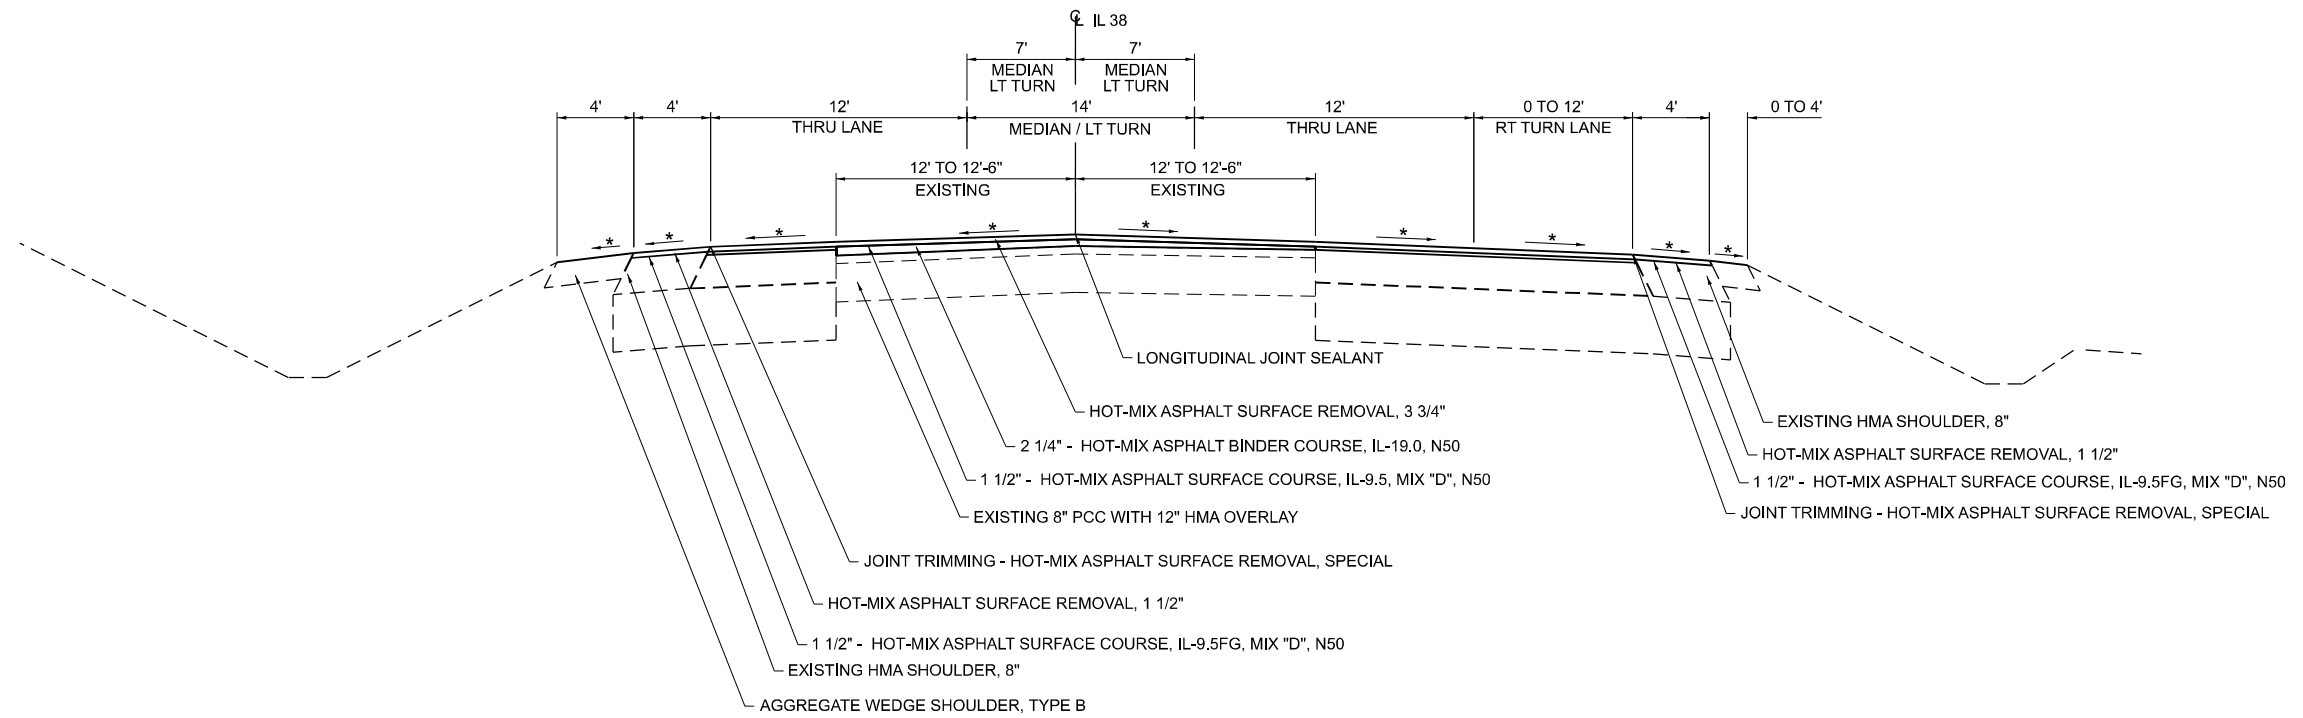 ℄ IL 38
7' 7'
MEDIAN MEDIAN
LT TURN LT TURN
4' 4' 12' 14' 12' 0 TO 12' 4' 0 TO 4'
THRU LANE MEDIAN / LT TURN THRU LANE RT TURN LANE
12' TO 12'-6" 12' TO 12'-6"
EXISTING EXISTING
* * * * * * * * *
LONGITUDINAL JOINT SEALANT
HOT-MIX ASPHALT SURFACE REMOVAL, 3 3/4"
2 1/4" - HOT-MIX ASPHALT BINDER COURSE, IL-19.0, N50
1 1/2" - HOT-MIX ASPHALT SURFACE COURSE, IL-9.5, MIX "D", N50
EXISTING 8" PCC WITH 12" HMA OVERLAY
JOINT TRIMMING - HOT-MIX ASPHALT SURFACE REMOVAL, SPECIAL
HOT-MIX ASPHALT SURFACE REMOVAL, 1 1/2"
1 1/2" - HOT-MIX ASPHALT SURFACE COURSE, IL-9.5FG, MIX "D", N50
EXISTING HMA SHOULDER, 8"
AGGREGATE WEDGE SHOULDER, TYPE B
EXISTING HMA SHOULDER, 8"
HOT-MIX ASPHALT SURFACE REMOVAL, 1 1/2"
1 1/2" - HOT-MIX ASPHALT SURFACE COURSE, IL-9.5FG, MIX "D", N50
JOINT TRIMMING - HOT-MIX ASPHALT SURFACE REMOVAL, SPECIAL